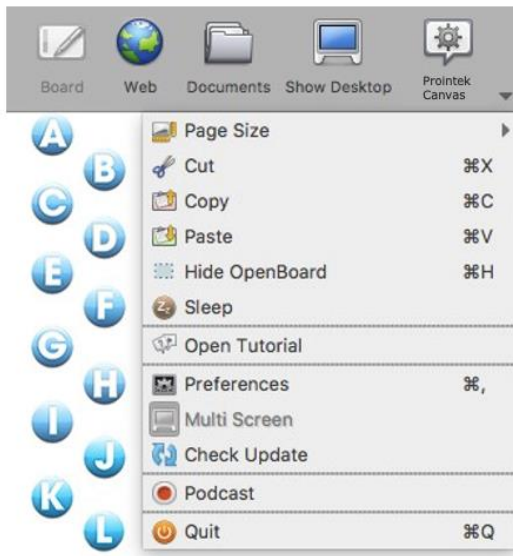 Board Web Documents Show Desktop Prointek Canvas
A Page Size
B Cut ⌘X
C Copy ⌘C
D Paste ⌘V
E Hide OpenBoard ⌘H
F Sleep
G Open Tutorial
H Preferences ⌘,
I Multi Screen
J Check Update
K Podcast
L Quit ⌘Q